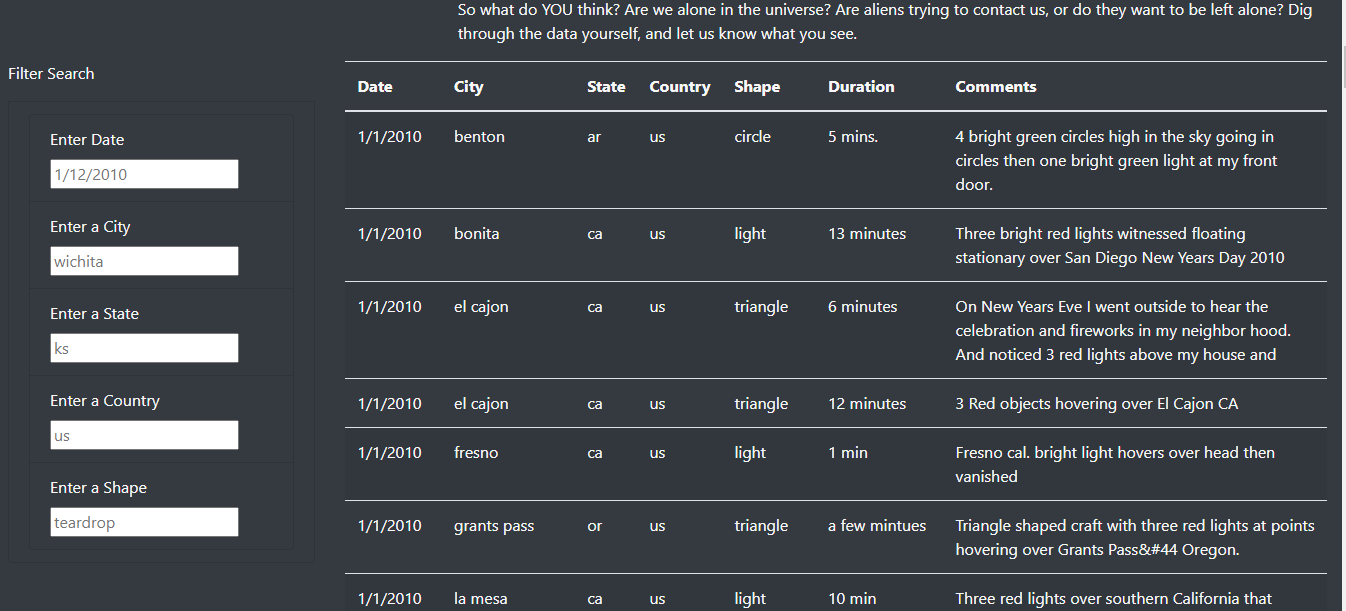 So what do YOU think? Are we alone in the universe? Are aliens trying to contact us, or do they want to be left alone? Dig
through the data yourself, and let us know what you see.
Filter Search
Enter Date
1/12/2010
Enter a City
wichita
Enter a State
ks
Enter a Country
us
Enter a Shape
teardrop
Date City State Country Shape Duration Comments
1/1/2010 benton ar us circle 5 mins. 4 bright green circles high in the sky going in
circles then one bright green light at my front
door.
1/1/2010 bonita ca us light 13 minutes Three bright red lights witnessed floating
stationary over San Diego New Years Day 2010
1/1/2010 el cajon ca us triangle 6 minutes On New Years Eve I went outside to hear the
celebration and fireworks in my neighbor hood.
And noticed 3 red lights above my house and
1/1/2010 el cajon ca us triangle 12 minutes 3 Red objects hovering over El Cajon CA
1/1/2010 fresno ca us light 1 min Fresno cal. bright light hovers over head then
vanished
1/1/2010 grants pass or us triangle a few mintues Triangle shaped craft with three red lights at points
hovering over Grants Pass&#44 Oregon.
1/1/2010 la mesa ca us light 10 min Three red lights over southern California that